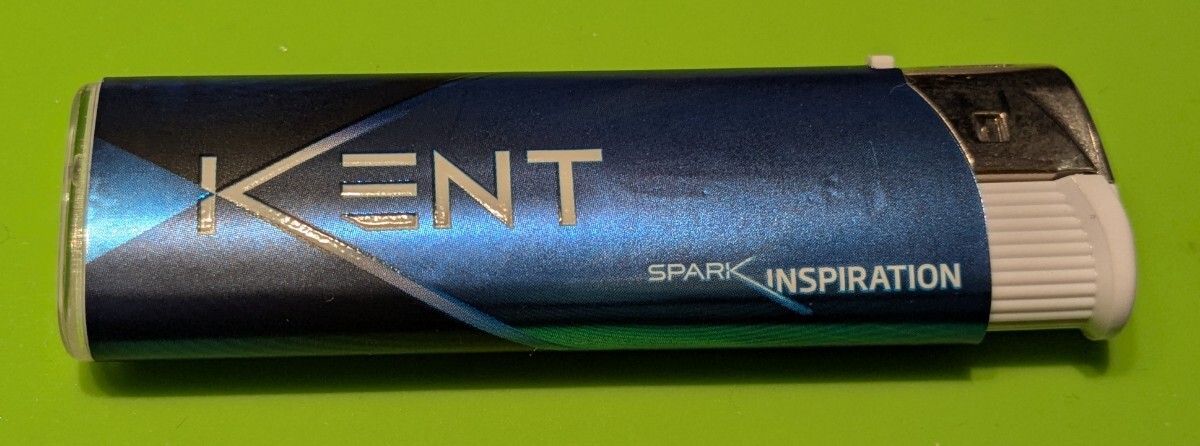 KENT
SPARK INSPIRATION